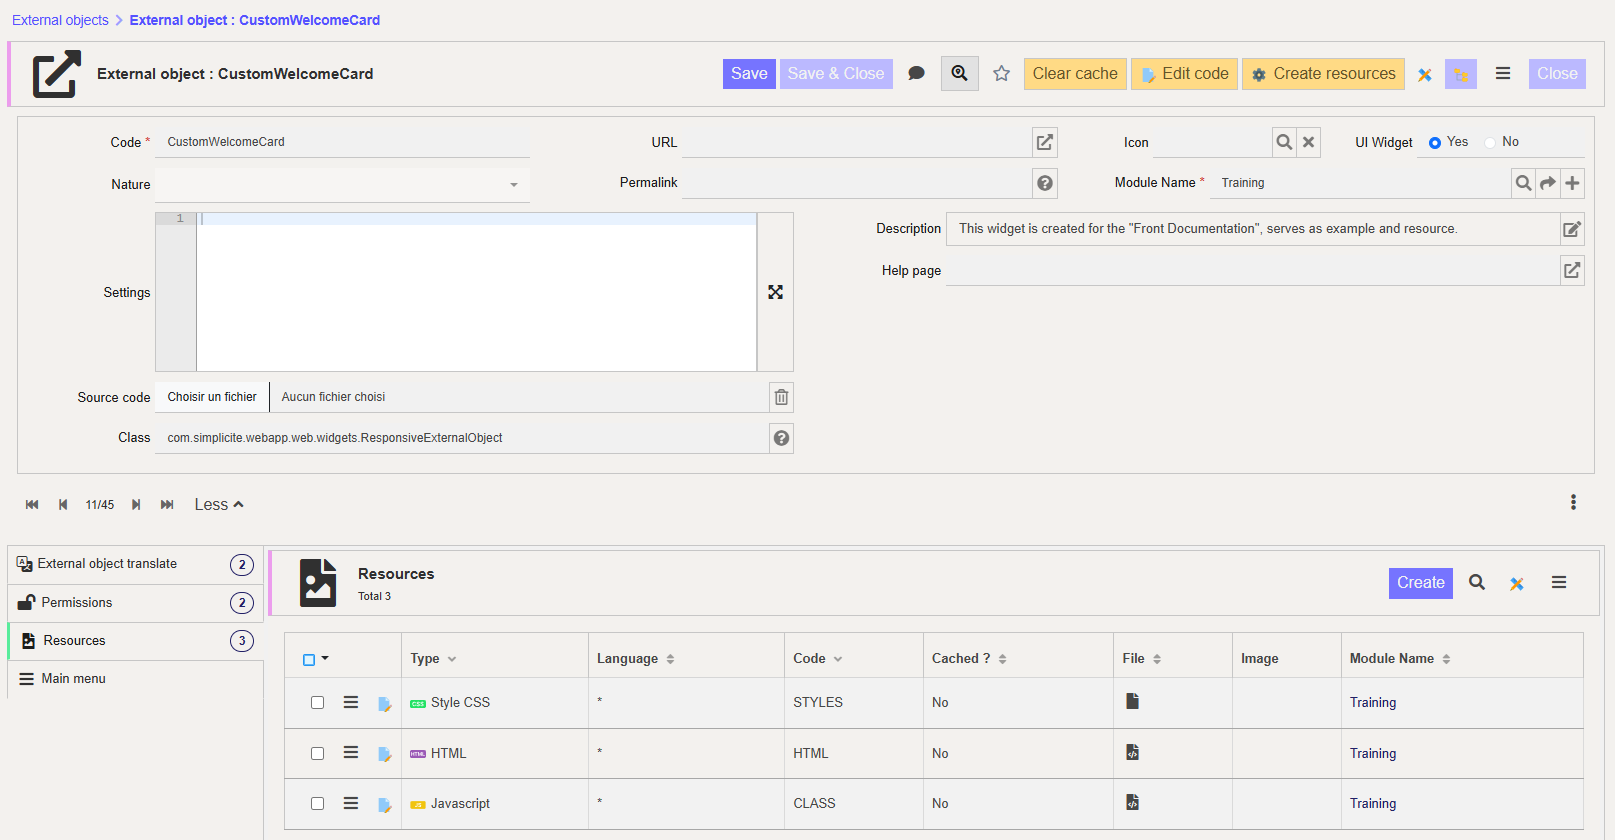 External objects > External object : CustomWelcomeCard
External object : CustomWelcomeCard
Save Save & Close Clear cache Edit code Create resources Close
Code * CustomWelcomeCard URL Icon UI Widget Yes No
Nature Permalink Module Name * Training
1
Description This widget is created for the "Front Documentation", serves as example and resource.
Help page
Settings
Source code Choisir un fichier Aucun fichier choisi
Class com.simplicite.webapp.web.widgets.ResponsiveExternalObject
11/45 Less
External object translate 2
Permissions 2
Resources 3
Main menu
Resources
Total 3
Create
Type Language Code Cached ? File Image Module Name
CSS Style CSS * STYLES No Training
HTML HTML * HTML No Training
JS Javascript * CLASS No Training